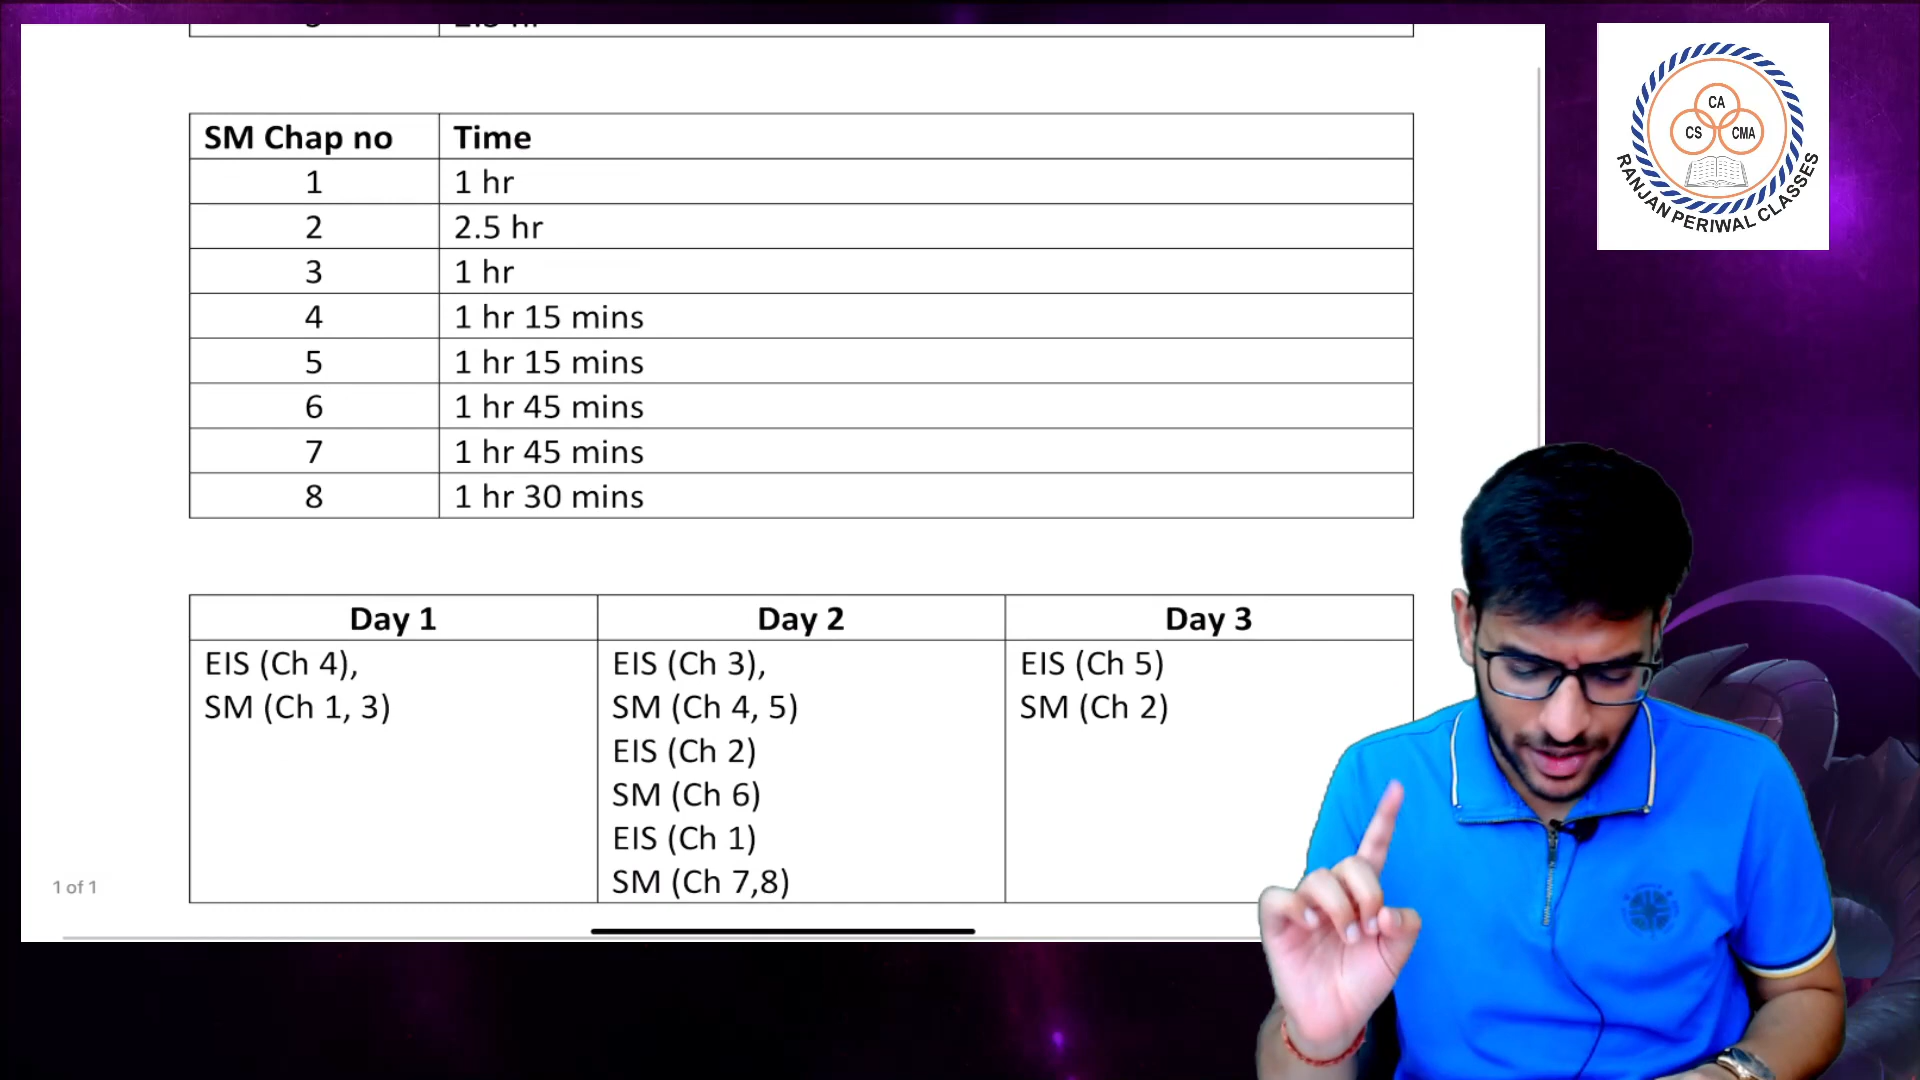 SM Chap no Time
1 1 hr
2 2.5 hr
3 1 hr
4 1 hr 15 mins
5 1 hr 15 mins
6 1 hr 45 mins
7 1 hr 45 mins
8 1 hr 30 mins
Day 1 Day 2 Day 3
EIS (Ch 4), EIS (Ch 3), EIS (Ch 5)
SM (Ch 1, 3) SM (Ch 4, 5) SM (Ch 2)
EIS (Ch 2)
SM (Ch 6)
EIS (Ch 1)
SM (Ch 7,8)
1 of 1
CA
CS CMA
RANJAN PERIWAL CLASSES